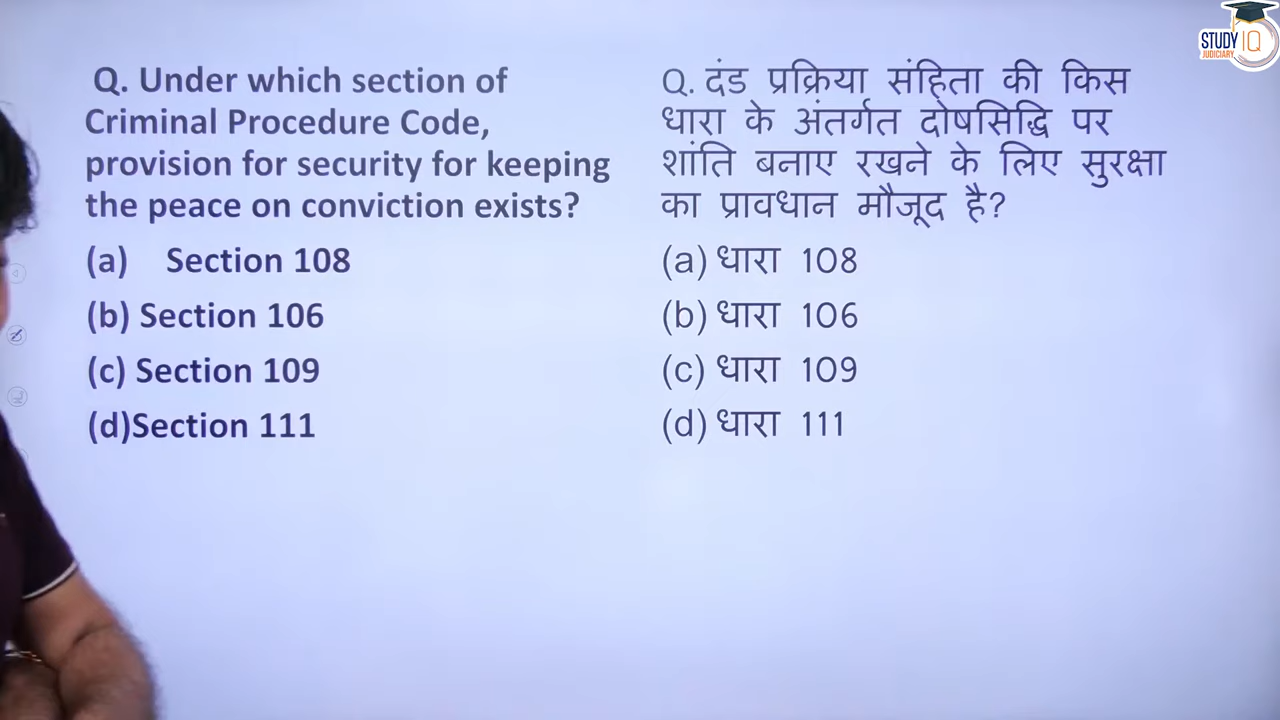 STUDY IQ
JUDICIARY
Q. Under which section of
Criminal Procedure Code,
provision for security for keeping
the peace on conviction exists?
(a) Section 108
(b) Section 106
(c) Section 109
(d)Section 111
Q. दंड प्रक्रिया संहिता की किस
धारा के अंतर्गत दोषसिद्धि पर
शांति बनाए रखने के लिए सुरक्षा
का प्रावधान मौजूद है?
(a) धारा 108
(b) धारा 106
(c) धारा 109
(d) धारा 111